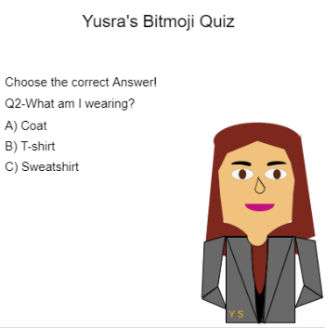 Yusra's Bitmoji Quiz
Choose the correct Answer!
Q2-What am I wearing?
A) Coat
B) T-shirt
C) Sweatshirt
Y S